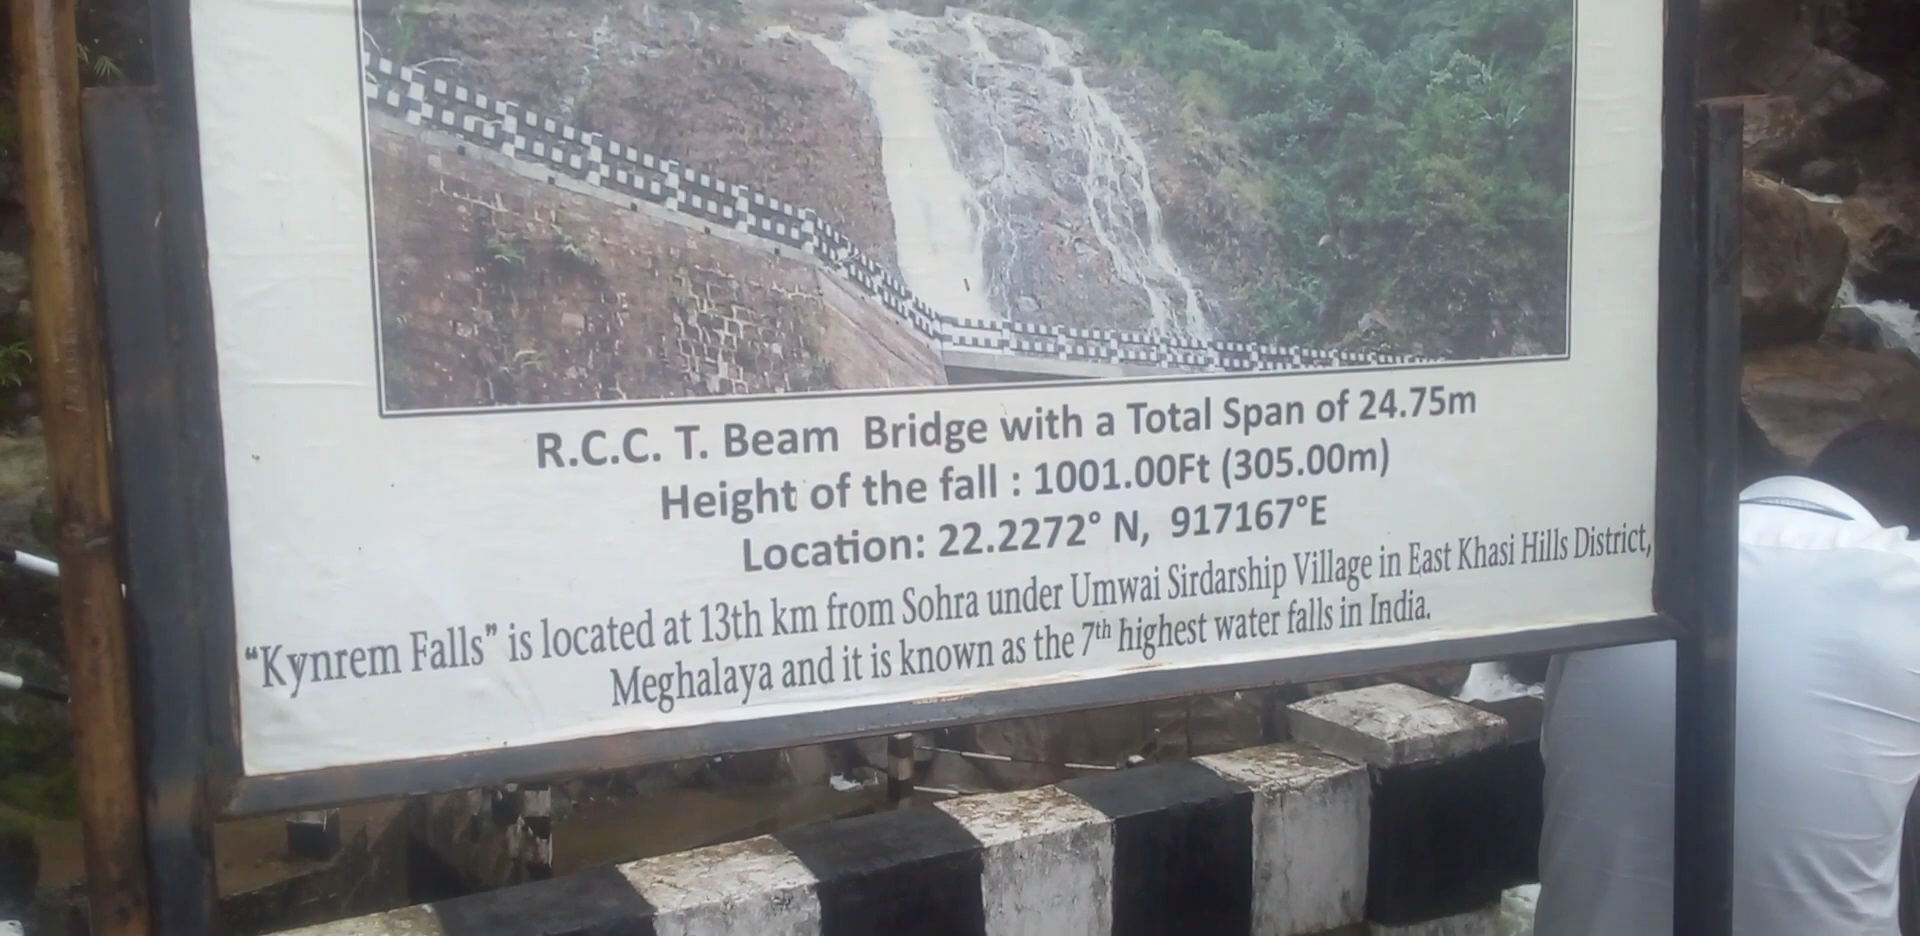 R.C.C. T. Beam Bridge with a Total Span of 24.75m
Height of the fall : 1001.00Ft (305.00m)
Location: 22.2272° N, 917167°E
“Kynrem Falls” is located at 13th km from Sohra under Umwai Sirdarship Village in East Khasi Hills District,
Meghalaya and it is known as the 7th highest water falls in India.